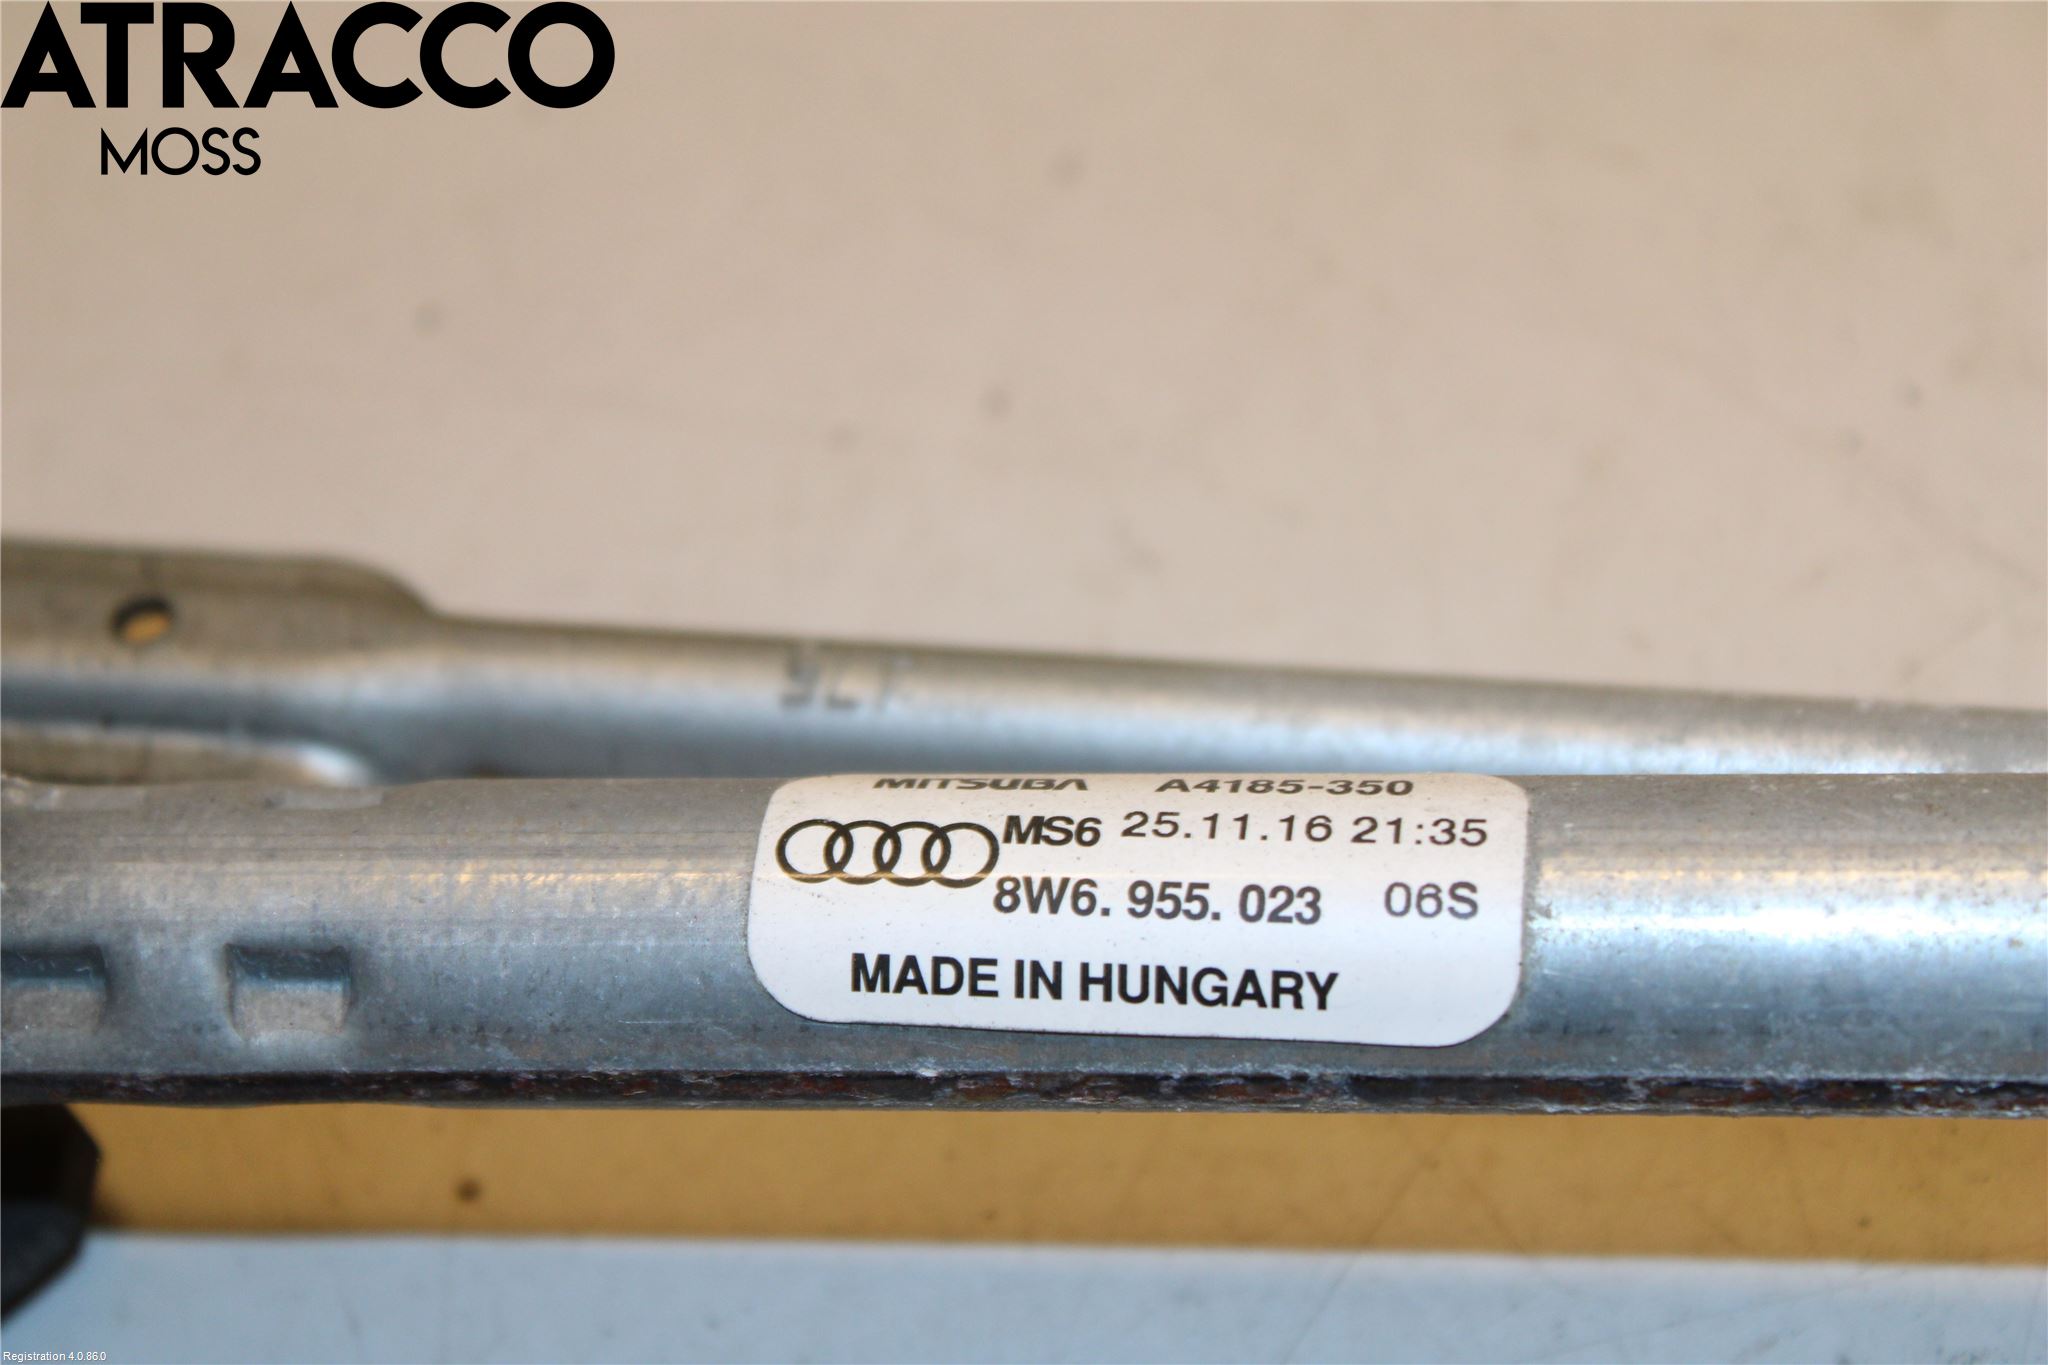 ATRACCO
MOSS
MITSUBA A4185-350
MS6 25.11.16 21:35
8W6. 955. 023 06S
MADE IN HUNGARY
Registration 4.0.86.0